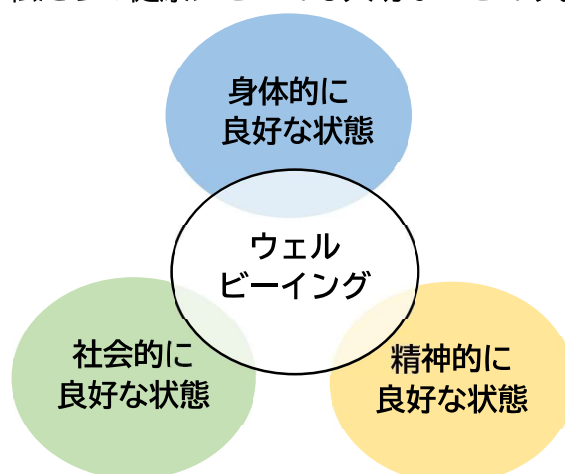 身体的に
良好な状態
ウェル
ビーイング
社会的に
良好な状態
精神的に
良好な状態